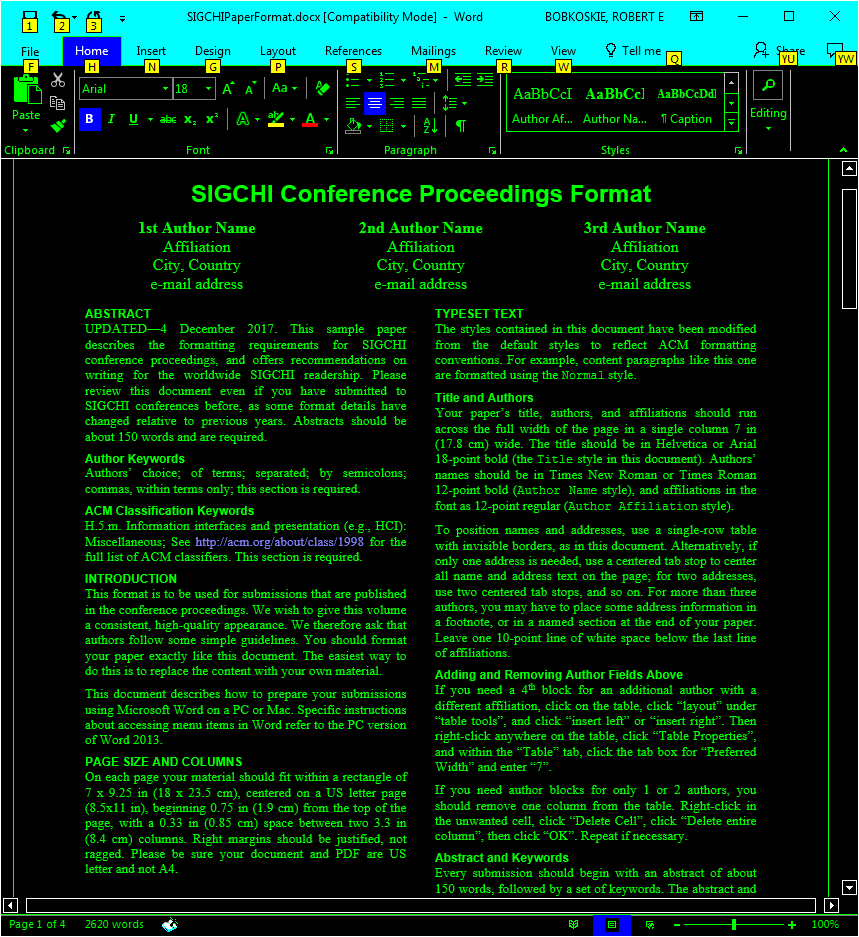 SIGCHIPaperFormat.docx [Compatibility Mode] - Word
BOBKOSKIE, ROBERT E
1 2 3
File Home Insert Design Layout References Mailings Review View Tell me Share
F H N G P S M R W Q YU YW
Arial 18 A A Aa
Paste
B I U abc X₂ X² A ab A
AaBbCcI AaBbCc] AaBbCcDd]
Author Af... Author Na... ¶ Caption
Editing
Clipboard Font Paragraph Styles
SIGCHI Conference Proceedings Format
1st Author Name
Affiliation
City, Country
e-mail address
2nd Author Name
Affiliation
City, Country
e-mail address
3rd Author Name
Affiliation
City, Country
e-mail address
ABSTRACT
UPDATED—4 December 2017. This sample paper
describes the formatting requirements for SIGCHI
conference proceedings, and offers recommendations on
writing for the worldwide SIGCHI readership. Please
review this document even if you have submitted to
SIGCHI conferences before, as some format details have
changed relative to previous years. Abstracts should be
about 150 words and are required.
Author Keywords
Authors’ choice; of terms; separated; by semicolons;
commas, within terms only; this section is required.
ACM Classification Keywords
H.5.m. Information interfaces and presentation (e.g., HCI):
Miscellaneous; See http://acm.org/about/class/1998 for the
full list of ACM classifiers. This section is required.
INTRODUCTION
This format is to be used for submissions that are published
in the conference proceedings. We wish to give this volume
a consistent, high-quality appearance. We therefore ask that
authors follow some simple guidelines. You should format
your paper exactly like this document. The easiest way to
do this is to replace the content with your own material.
This document describes how to prepare your submissions
using Microsoft Word on a PC or Mac. Specific instructions
about accessing menu items in Word refer to the PC version
of Word 2013.
PAGE SIZE AND COLUMNS
On each page your material should fit within a rectangle of
7 x 9.25 in (18 x 23.5 cm), centered on a US letter page
(8.5x11 in), beginning 0.75 in (1.9 cm) from the top of the
page, with a 0.33 in (0.85 cm) space between two 3.3 in
(8.4 cm) columns. Right margins should be justified, not
ragged. Please be sure your document and PDF are US
letter and not A4.
TYPESET TEXT
The styles contained in this document have been modified
from the default styles to reflect ACM formatting
conventions. For example, content paragraphs like this one
are formatted using the Normal style.
Title and Authors
Your paper’s title, authors, and affiliations should run
across the full width of the page in a single column 7 in
(17.8 cm) wide. The title should be in Helvetica or Arial
18-point bold (the Title style in this document). Authors’
names should be in Times New Roman or Times Roman
12-point bold (Author Name style), and affiliations in the
font as 12-point regular (Author Affiliation style).
To position names and addresses, use a single-row table
with invisible borders, as in this document. Alternatively, if
only one address is needed, use a centered tab stop to center
all name and address text on the page; for two addresses,
use two centered tab stops, and so on. For more than three
authors, you may have to place some address information in
a footnote, or in a named section at the end of your paper.
Leave one 10-point line of white space below the last line
of affiliations.
Adding and Removing Author Fields Above
If you need a 4th block for an additional author with a
different affiliation, click on the table, click “layout” under
“table tools”, and click “insert left” or “insert right”. Then
right-click anywhere on the table, click “Table Properties”,
and within the “Table” tab, click the tab box for “Preferred
Width” and enter “7”.
If you need author blocks for only 1 or 2 authors, you
should remove one column from the table. Right-click in
the unwanted cell, click “Delete Cell”, click “Delete entire
column”, then click “OK”. Repeat if necessary.
Abstract and Keywords
Every submission should begin with an abstract of about
150 words, followed by a set of keywords. The abstract and
Page 1 of 4 2620 words 100%